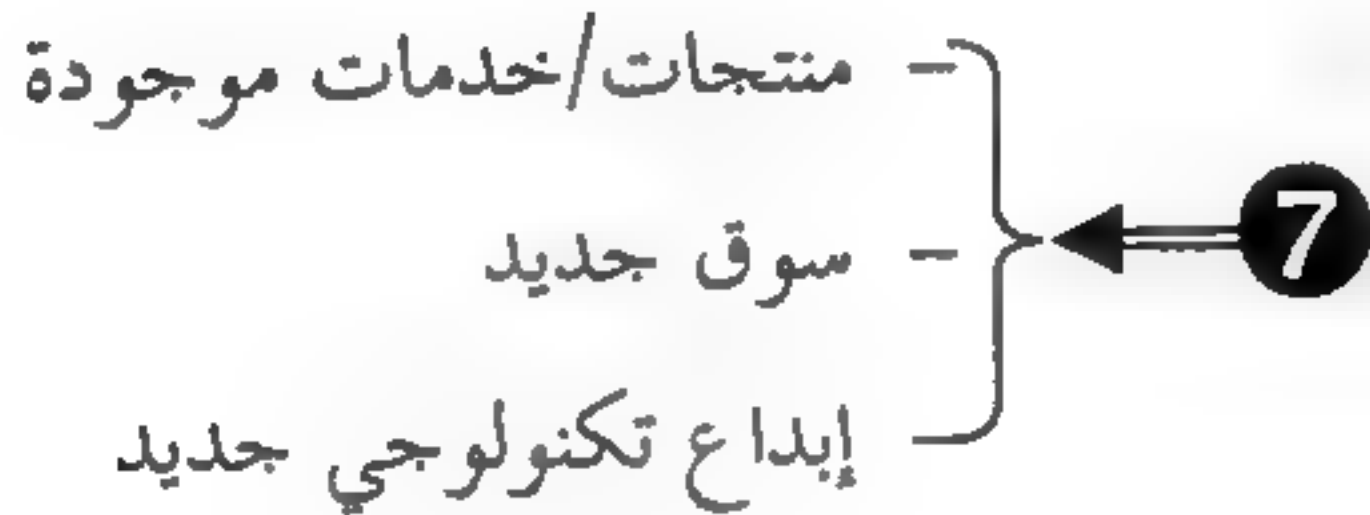 - منتجات/خدمات موجودة
7 - سوق جديد
- إبداع تكنولوجي جديد